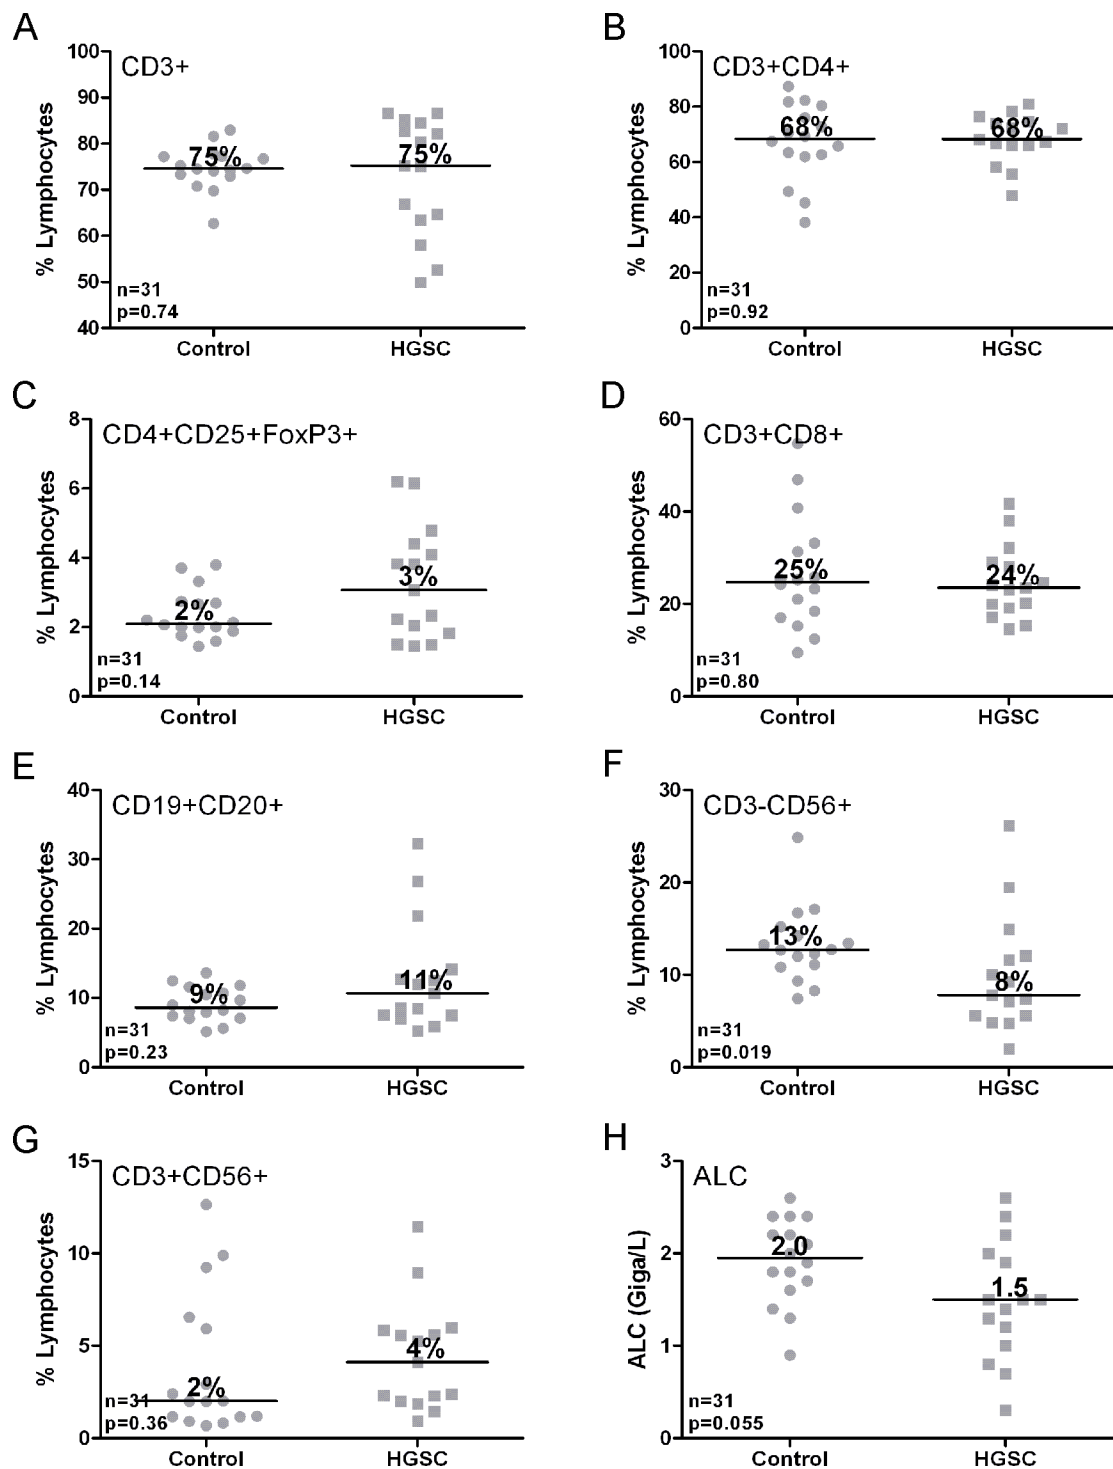 A
CD3+
% Lymphocytes
100
90
80
70
60
50
40
75%
75%
n=31
p=0.74
Control
HGSC
B
CD3+CD4+
% Lymphocytes
100
80
60
40
20
0
68%
68%
n=31
p=0.92
Control
HGSC
C
CD4+CD25+FoxP3+
% Lymphocytes
8
6
4
2
0
2%
3%
n=31
p=0.14
Control
HGSC
D
CD3+CD8+
% Lymphocytes
60
40
20
0
25%
24%
n=31
p=0.80
Control
HGSC
E
CD19+CD20+
% Lymphocytes
40
30
20
10
0
9%
11%
n=31
p=0.23
Control
HGSC
F
CD3-CD56+
% Lymphocytes
30
20
10
0
13%
8%
n=31
p=0.019
Control
HGSC
G
CD3+CD56+
% Lymphocytes
15
10
5
0
2%
4%
n=31
p=0.36
Control
HGSC
H
ALC
ALC (Giga/L)
3
2
1
0
2.0
1.5
n=31
p=0.055
Control
HGSC